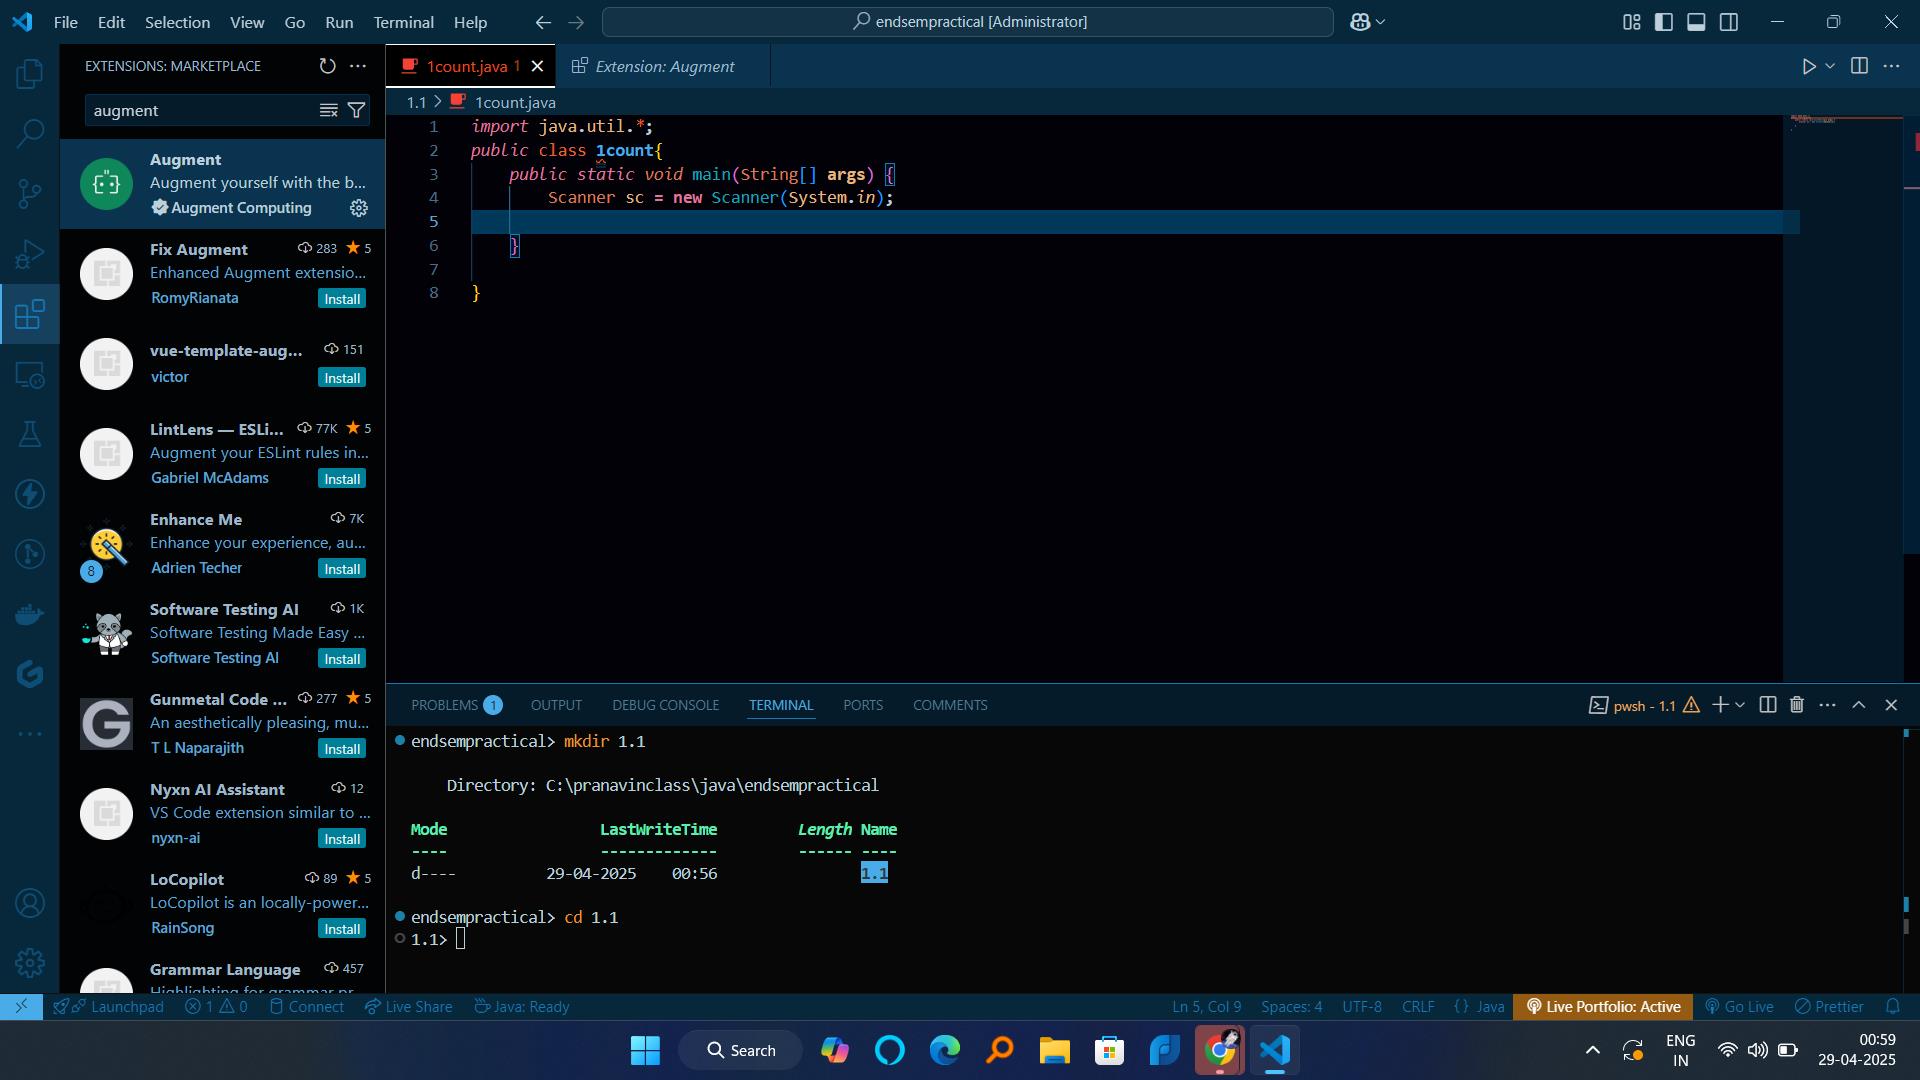 File Edit Selection View Go Run Terminal Help
endsempractical [Administrator]
EXTENSIONS: MARKETPLACE
augment
Augment
Augment yourself with the b...
Augment Computing
Fix Augment 283 5
Enhanced Augment extensio...
RomyRianata Install
vue-template-aug... 151
victor Install
LintLens — ESLi... 77K 5
Augment your ESLint rules in...
Gabriel McAdams Install
Enhance Me 7K
Enhance your experience, au...
8
Adrien Techer Install
Software Testing AI 1K
Software Testing Made Easy ...
Software Testing AI Install
Gunmetal Code ... 277 5
An aesthetically pleasing, mu...
T L Naparajith Install
Nyxn AI Assistant 12
VS Code extension similar to ...
nyxn-ai Install
LoCopilot 89 5
LoCopilot is an locally-power...
RainSong Install
Grammar Language 457
1count.java 1
Extension: Augment
1.1 > 1count.java
1 import java.util.*;
2 public class 1count{
3 public static void main(String[] args) {
4 Scanner sc = new Scanner(System.in);
5
6 }
7
8 }
PROBLEMS 1 OUTPUT DEBUG CONSOLE TERMINAL PORTS COMMENTS
pwsh - 1.1
endsempractical> mkdir 1.1
Directory: C:\pranavinclass\java\endsempractical
Mode LastWriteTime Length Name
---- ------------- ------ ----
d---- 29-04-2025 00:56 1.1
endsempractical> cd 1.1
1.1>
Launchpad 1 0 Connect Live Share Java: Ready
Ln 5, Col 9 Spaces: 4 UTF-8 CRLF {} Java Live Portfolio: Active Go Live Prettier
Search
ENG
IN
00:59
29-04-2025